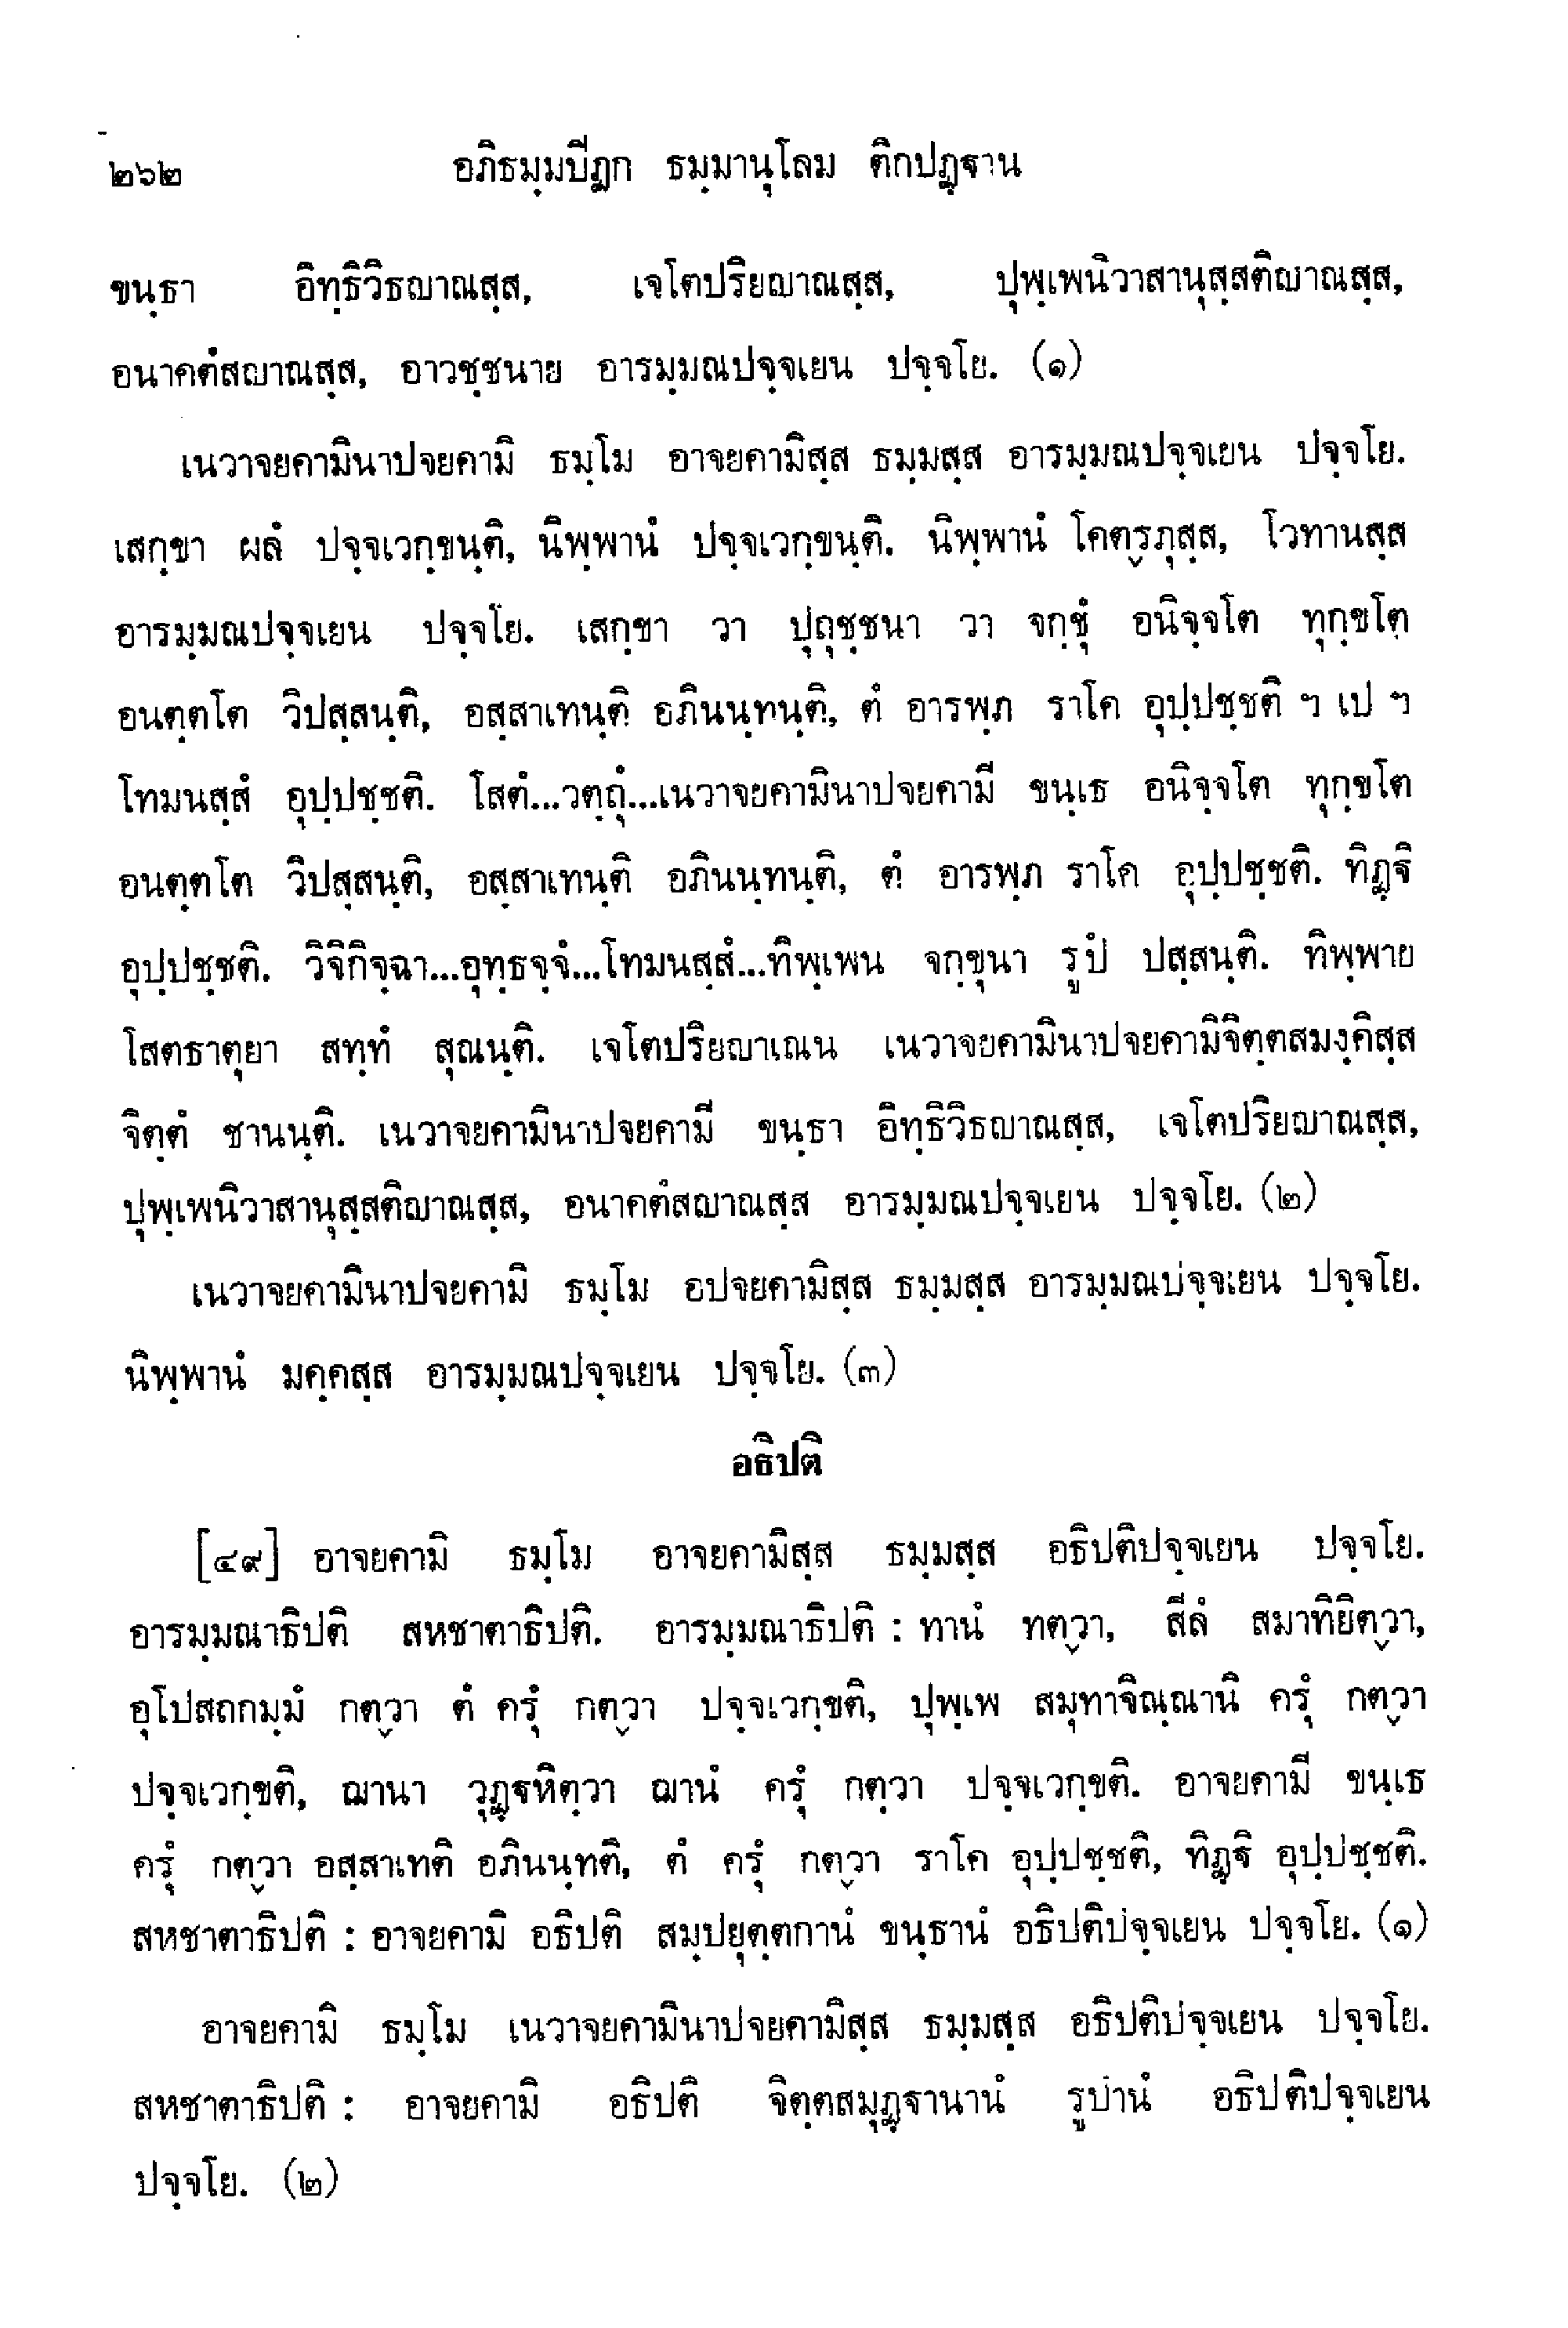 ๒๖๒ อภิธมฺมปีฏก ธมฺมานุโลม ติกปฏฺฐาน
ขนฺธา อิทฺธิวิธญาณสฺส, เจโตปริยญาณสฺส, ปุพฺเพนิวาสานุสฺสติญาณสฺส,
อนาคตํสญาณสฺส, อาวชฺชนาย อารมฺมณปจฺจเยน ปจฺจโย. (๑)
เนวาจยคามินาปจยคามิ ธมฺโม อาจยคามิสฺส ธมฺมสฺส อารมฺมณปจฺจเยน ปจฺจโย.
เสกฺขา ผลํ ปจฺจเวกฺขนฺติ, นิพฺพานํ ปจฺจเวกฺขนฺติ. นิพฺพานํ โคตฺรภุสฺส, โวทานสฺส
อารมฺมณปจฺจเยน ปจฺจโย. เสกฺขา วา ปุถุชฺชนา วา จกฺขุํ อนิจฺจโต ทุกฺขโต
อนตฺตโต วิปสฺสนฺติ, อสฺสาเทนฺติ อภินนฺทนฺติ, ตํ อารพฺภ ราโค อุปฺปชฺชติ ฯ เป ฯ
โทมนสฺสํ อุปฺปชฺชติ. โสตํ...วตฺถุํ...เนวาจยคามินาปจยคามี ขนฺเธ อนิจฺจโต ทุกฺขโต
อนตฺตโต วิปสฺสนฺติ, อสฺสาเทนฺติ อภินนฺทนฺติ, ตํ อารพฺภ ราโค อุปฺปชฺชติ. ทิฏฺฐิ
อุปฺปชฺชติ. วิจิกิจฺฉา...อุทฺธจฺจํ...โทมนสฺสํ...ทิพฺเพน จกฺขุนา รูปํ ปสฺสนฺติ. ทิพฺพาย
โสตธาตุยา สทฺทํ สุณนฺติ. เจโตปริยญาเณน เนวาจยคามินาปจยคามิจิตฺตสมงฺคิสฺส
จิตฺตํ ชานนฺติ. เนวาจยคามินาปจยคามี ขนฺธา อิทฺธิวิธญาณสฺส, เจโตปริยญาณสฺส,
ปุพฺเพนิวาสานุสฺสติญาณสฺส, อนาคตํสญาณสฺส อารมฺมณปจฺจเยน ปจฺจโย. (๒)
เนวาจยคามินาปจยคามิ ธมฺโม อปจยคามิสฺส ธมฺมสฺส อารมฺมณปจฺจเยน ปจฺจโย.
นิพฺพานํ มคฺคสฺส อารมฺมณปจฺจเยน ปจฺจโย. (๓)
อธิปติ
[๔๙] อาจยคามิ ธมฺโม อาจยคามิสฺส ธมฺมสฺส อธิปติปจฺจเยน ปจฺจโย.
อารมฺมณาธิปติ สหชาตาธิปติ. อารมฺมณาธิปติ : ทานํ ทตฺวา, สีลํ สมาทิยิตฺวา,
อุโปสถกมฺมํ กตฺวา ตํ ครุํ กตฺวา ปจฺจเวกฺขติ, ปุพฺเพ สมุทาจิณฺณานิ ครุํ กตฺวา
ปจฺจเวกฺขติ, ฌานา วุฏฺฐหิตฺวา ฌานํ ครุํ กตฺวา ปจฺจเวกฺขติ. อาจยคามี ขนฺเธ
ครุํ กตฺวา อสฺสาเทติ อภินนฺทติ, ตํ ครุํ กตฺวา ราโค อุปฺปชฺชติ, ทิฏฺฐิ อุปฺปชฺชติ.
สหชาตาธิปติ : อาจยคามิ อธิปติ สมฺปยุตฺตกานํ ขนฺธานํ อธิปติปจฺจเยน ปจฺจโย. (๑)
อาจยคามิ ธมฺโม เนวาจยคามินาปจยคามิสฺส ธมฺมสฺส อธิปติปจฺจเยน ปจฺจโย.
สหชาตาธิปติ : อาจยคามิ อธิปติ จิตฺตสมุฏฺฐานานํ รูปานํ อธิปติปจฺจเยน
ปจฺจโย. (๒)